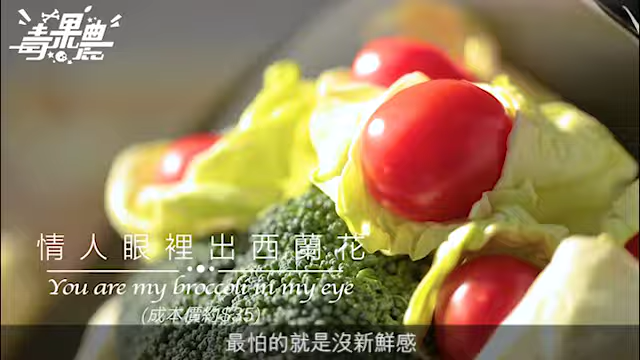 毒果農
情人眼裡出西蘭花
You are my broccoli in my eye
(成本價約$35)
最怕的就是沒新鮮感